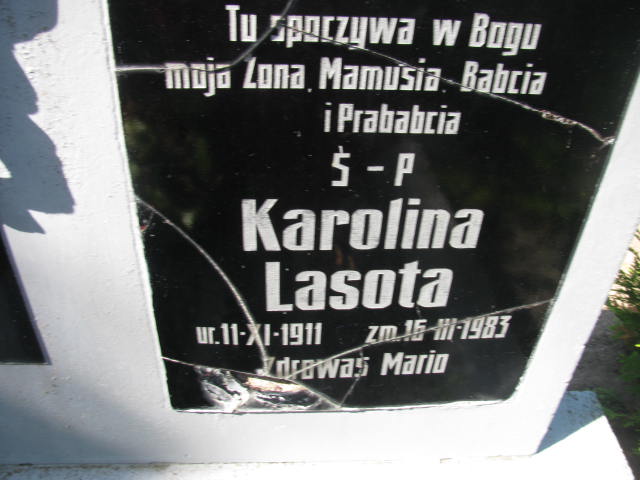 Tu spoczywa w Bogu
moja Żona, Mamusia, Babcia
i Prababcia
Ś - P
Karolina
Lasota
ur. 11-XI-1911 zm. 16-III-1983
Zdrowaś Mario